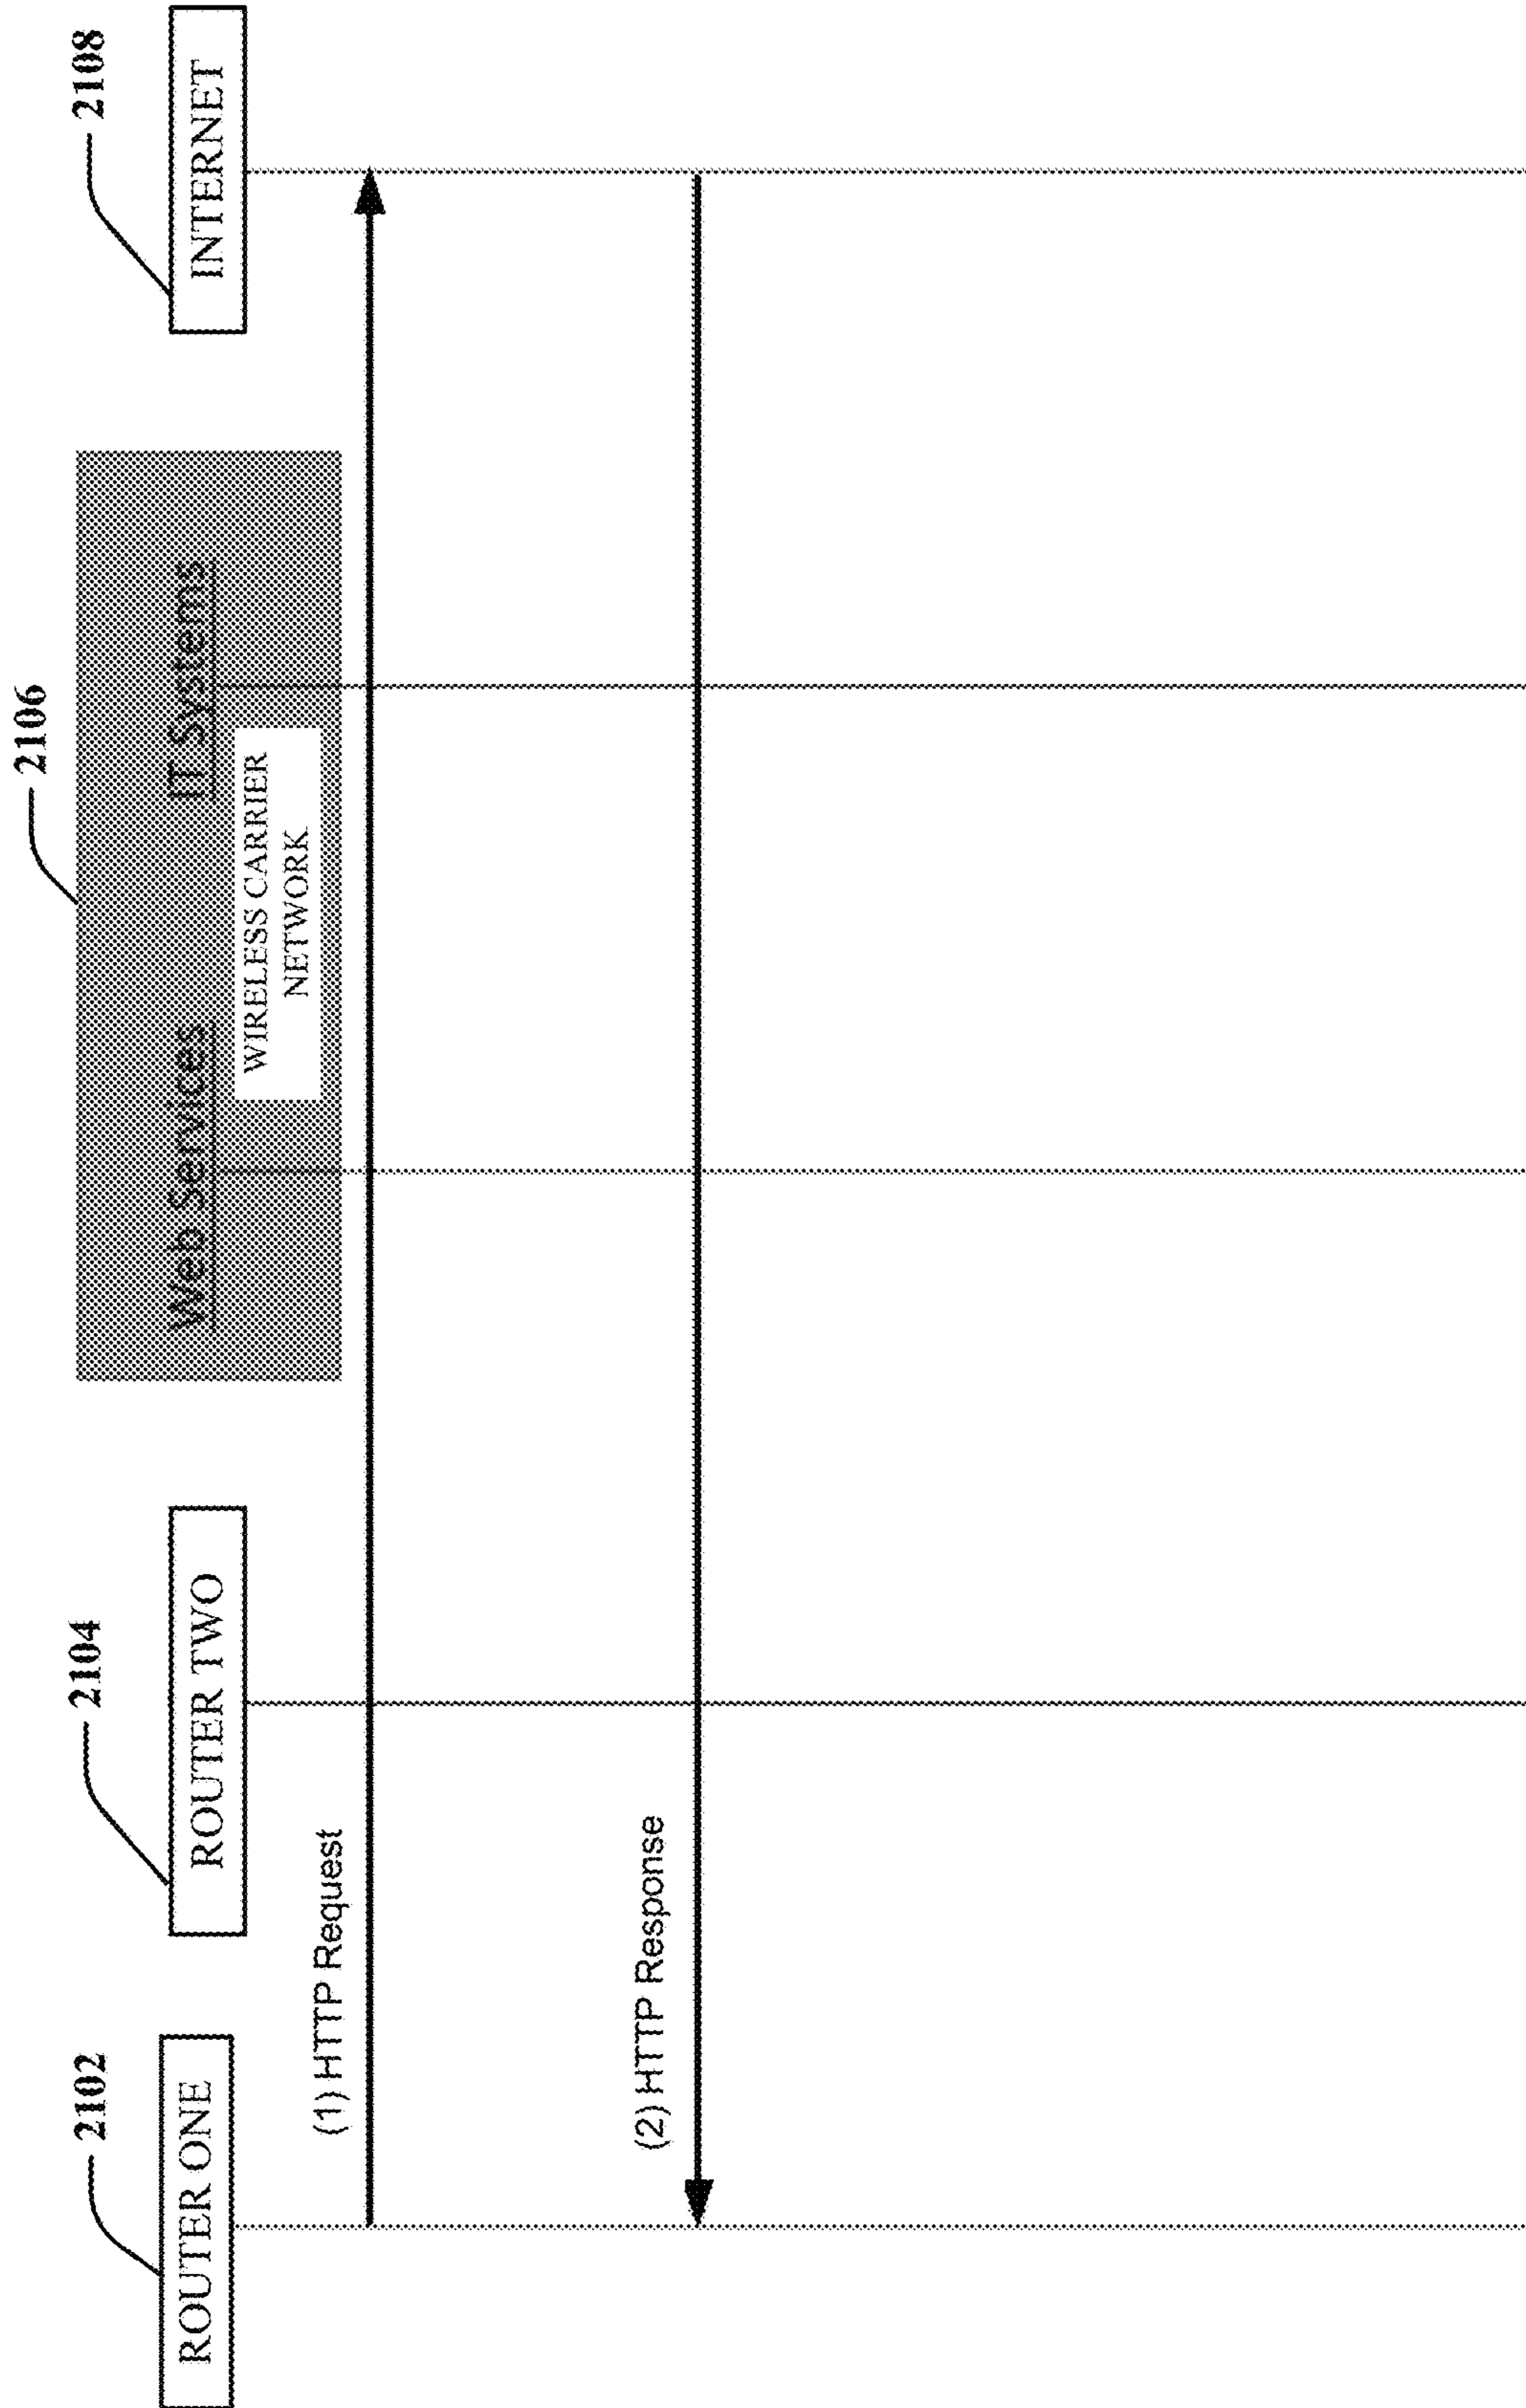 2102
2104
2106
2108
ROUTER ONE
ROUTER TWO
Web Services
IT Systems
INTERNET
WIRELESS CARRIER
NETWORK
(1) HTTP Request
(2) HTTP Response